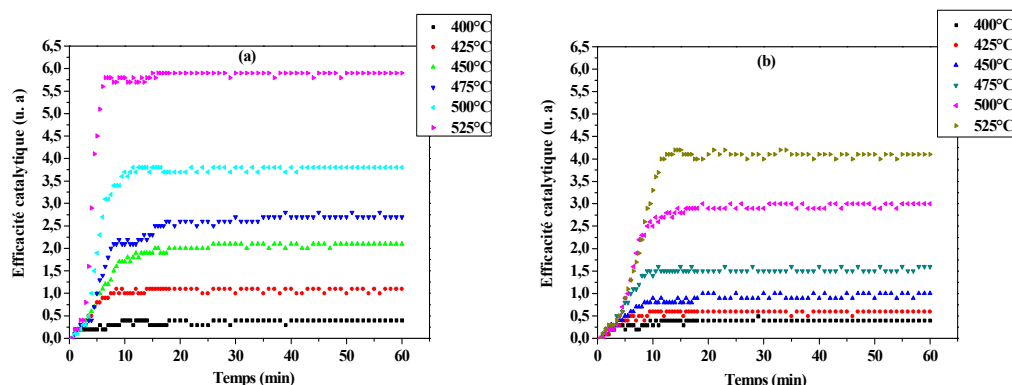 (a)
Efficacité catalytique (u. a)
6,5
6,0
5,5
5,0
4,5
4,0
3,5
3,0
2,5
2,0
1,5
1,0
0,5
0,0
0 10 20 30 40 50 60
Temps (min)
400°C
425°C
450°C
475°C
500°C
525°C
(b)
Efficacité catalytique (u. a)
6,5
6,0
5,5
5,0
4,5
4,0
3,5
3,0
2,5
2,0
1,5
1,0
0,5
0,0
0 10 20 30 40 50 60
Temps (min)
400°C
425°C
450°C
475°C
500°C
525°C